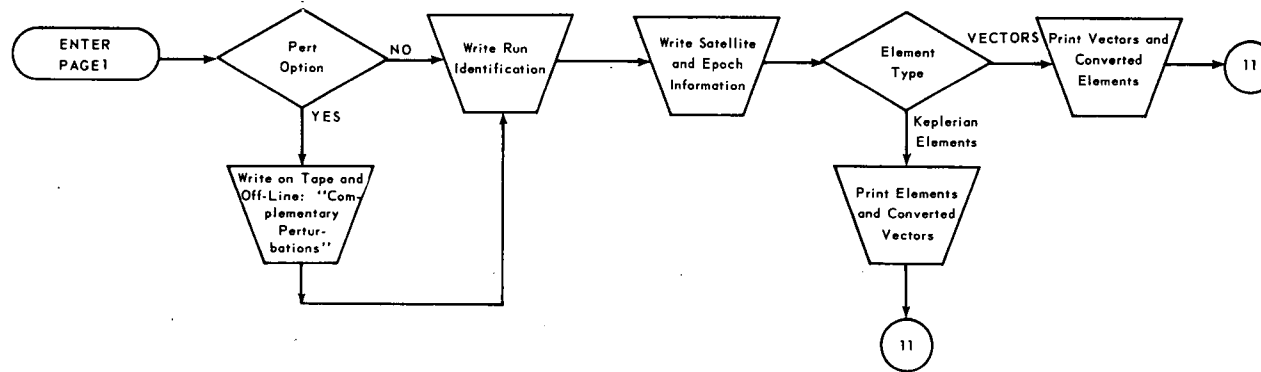 ENTER
PAGE1
Pert
Option
NO
YES
Write on Tape and
Off-Line: "Com-
plementary
Pertur-
bations"
Write Run
Identification
Write Satellite
and Epoch
Information
Element
Type
VECTORS
Keplerian
Elements
Print Vectors and
Converted
Elements
11
Print Elements
and Converted
Vectors
11